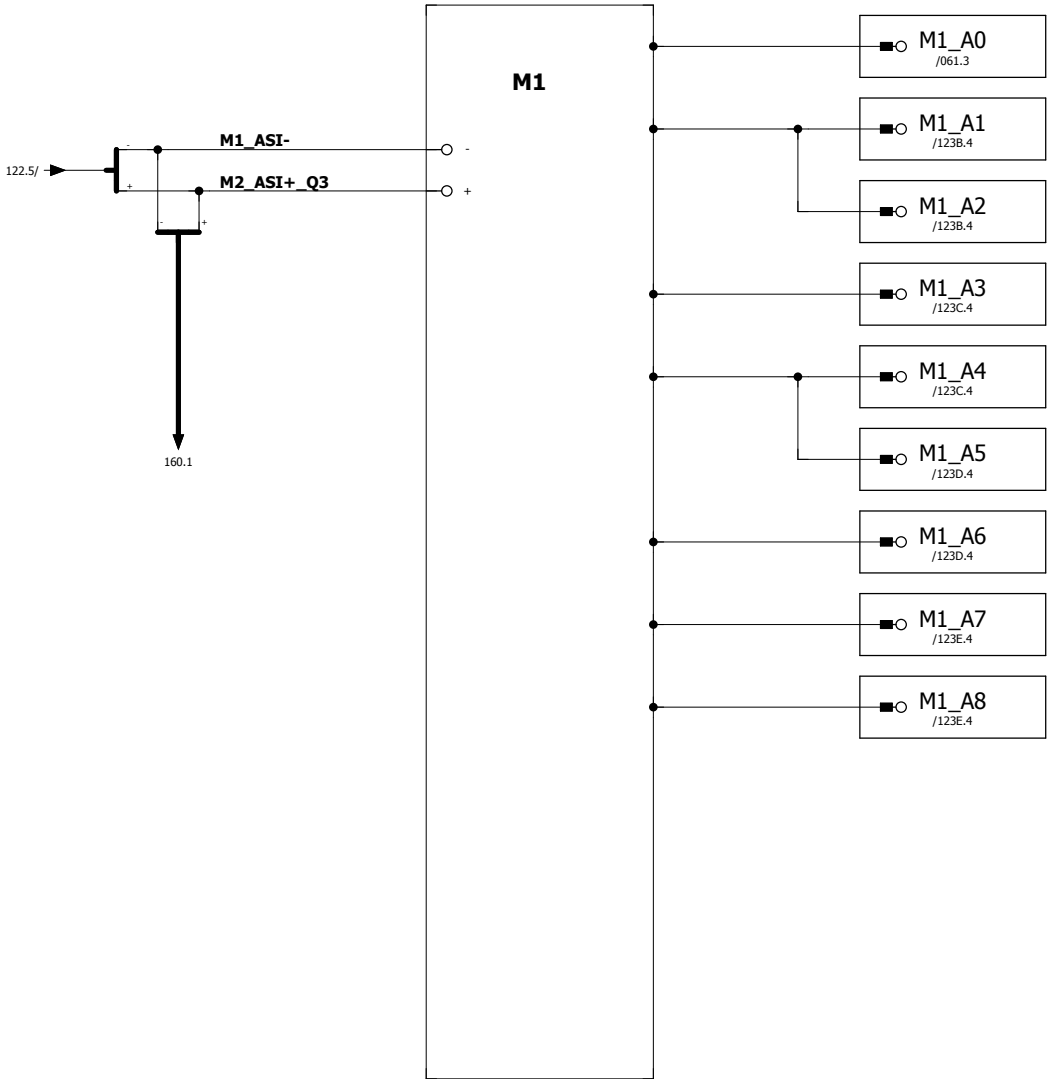 M1
M1_ASI-
-
122.5/
-
M2_ASI+_Q3
+
+
-
+
160.1
M1_A0
/061.3
M1_A1
/123B.4
M1_A2
/123B.4
M1_A3
/123C.4
M1_A4
/123C.4
M1_A5
/123D.4
M1_A6
/123D.4
M1_A7
/123E.4
M1_A8
/123E.4